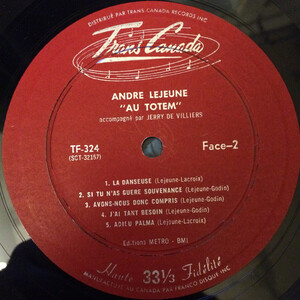 DISTRIBUÉ PAR TRANS CANADA RECORDS INC
Trans Canada
ANDRE LEJEUNE
"AU TOTEM"
accompagné par JERRY DE VILLIERS
TF-324
(SCT-32157)
Face-2
1. LA DANSEUSE (Lejeune-Lacroix)
2. SI TU N'AS GUERE SOUVENANCE (Lejeune-Godin)
3. AVONS-NOUS DONC COMPRIS (Lejeune-Godin)
4. J'AI TANT BESOIN (Lejeune-Godin)
5. ADIEU PALMA (Lejeune-Lacroix)
Editions METRO - BMI
Haute 33⅓ Fidélité
MANUFACTURÉ AU CANADA PAR FRANCO DISQUE INC.